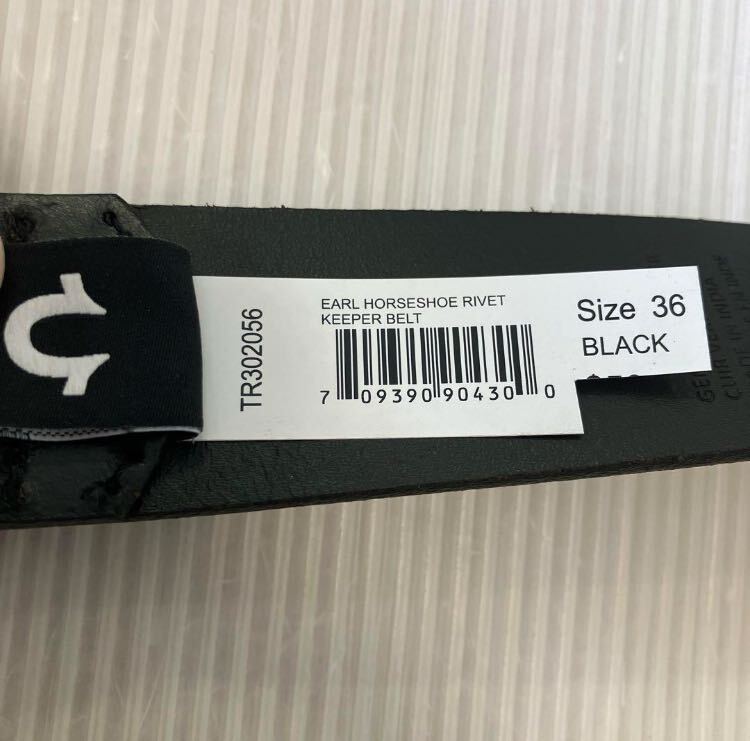 TR302056
EARL HORSESHOE RIVET
KEEPER BELT
7 09390 90430 0
Size 36
BLACK